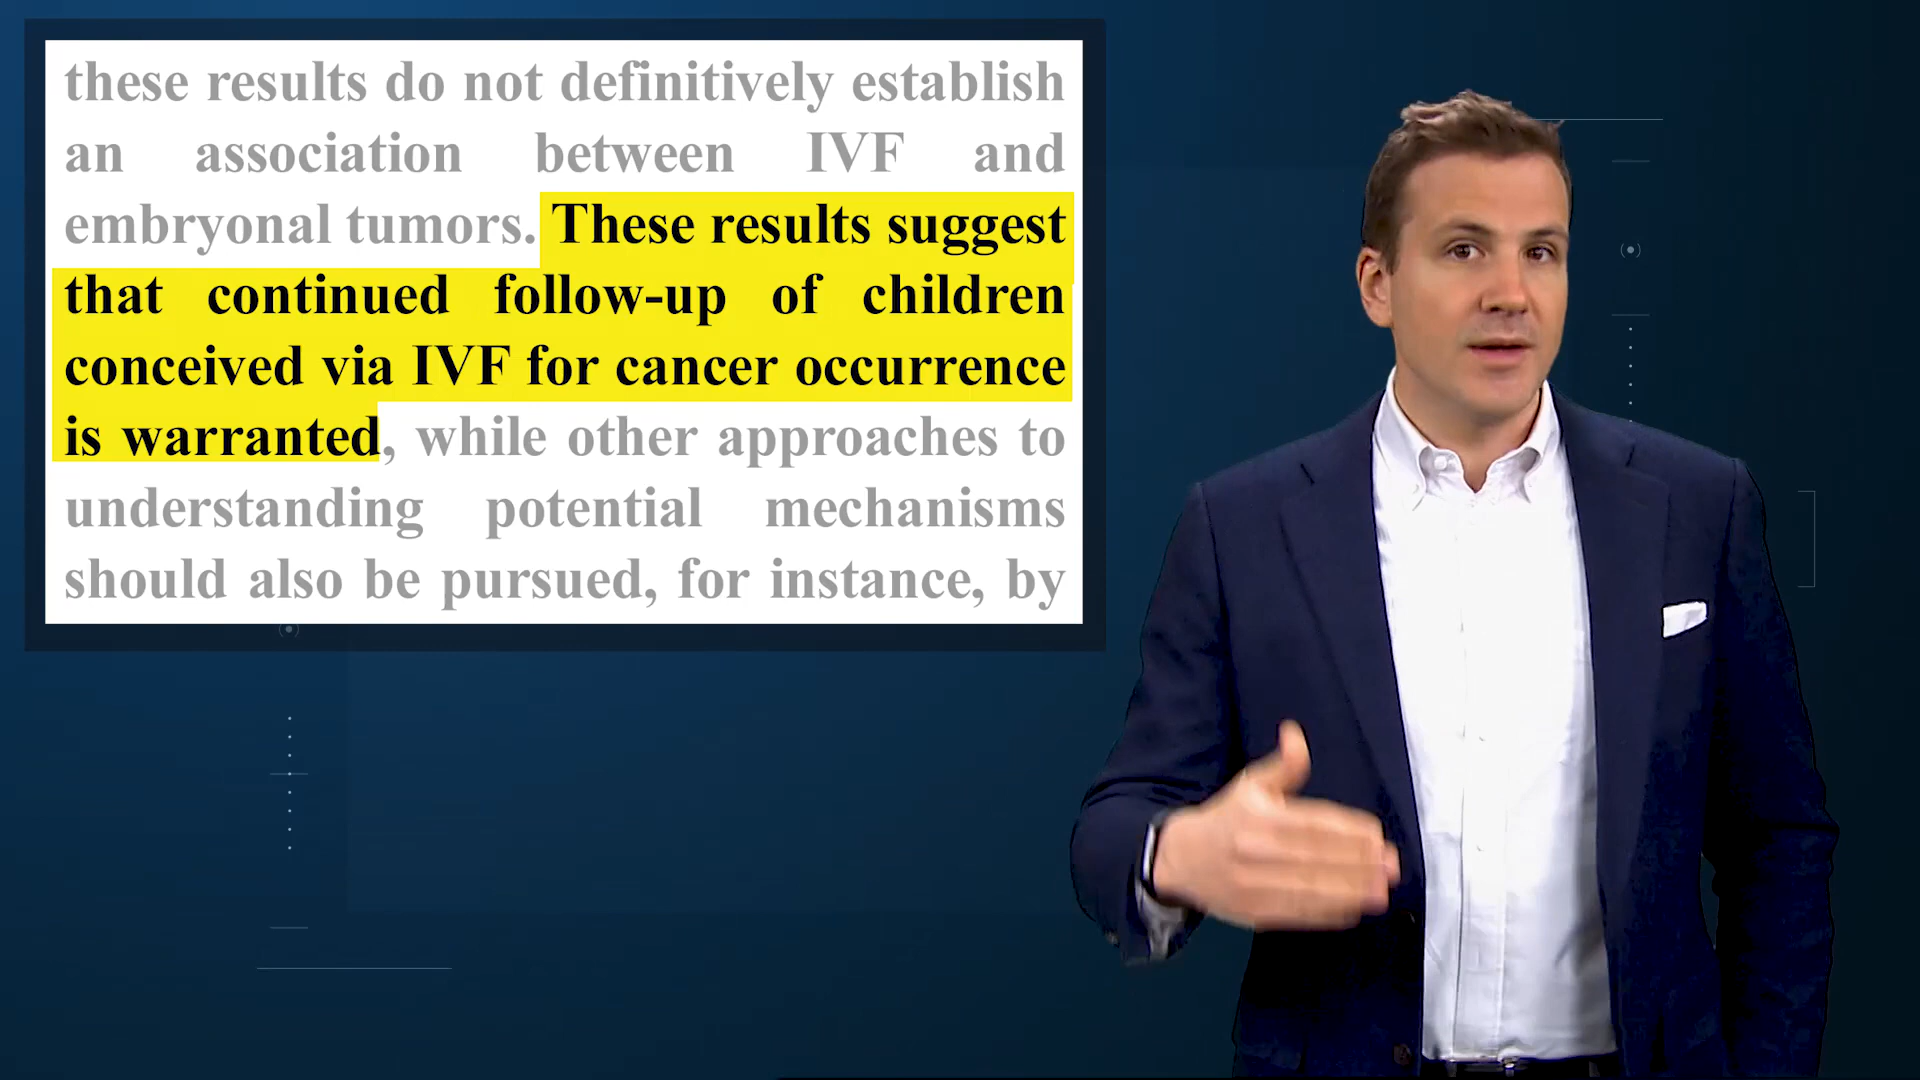 these results do not definitively establish
an association between IVF and
embryonal tumors. These results suggest
that continued follow-up of children
conceived via IVF for cancer occurrence
is warranted, while other approaches to
understanding potential mechanisms
should also be pursued, for instance, by